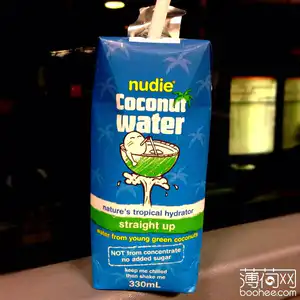 nudie®
Coconut
water
nature's tropical hydrator
straight up
water from young green coconuts
NOT from concentrate
no added sugar
keep me chilled
then shake me
330mL
薄荷网
boohee.com